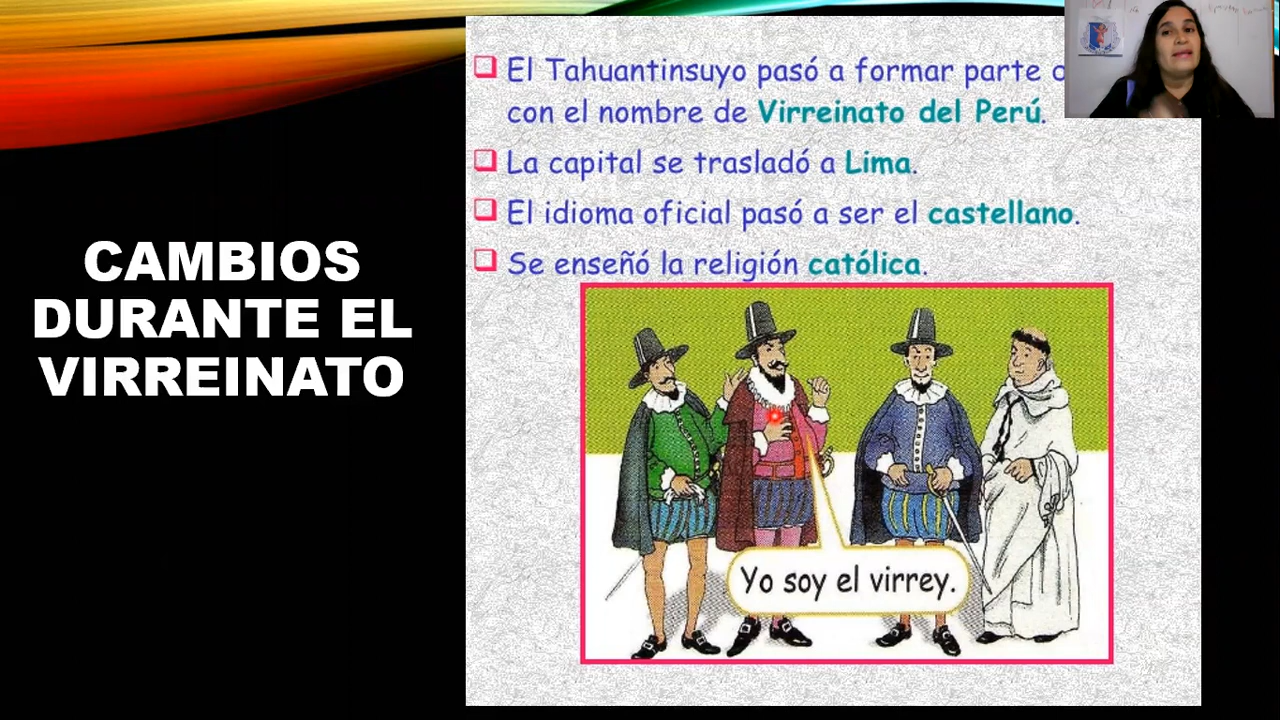 CAMBIOS
DURANTE EL
VIRREINATO
El Tahuantinsuyo pasó a formar parte
con el nombre de Virreinato del Perú.
La capital se trasladó a Lima.
El idioma oficial pasó a ser el castellano.
Se enseñó la religión católica.
Yo soy el virrey.